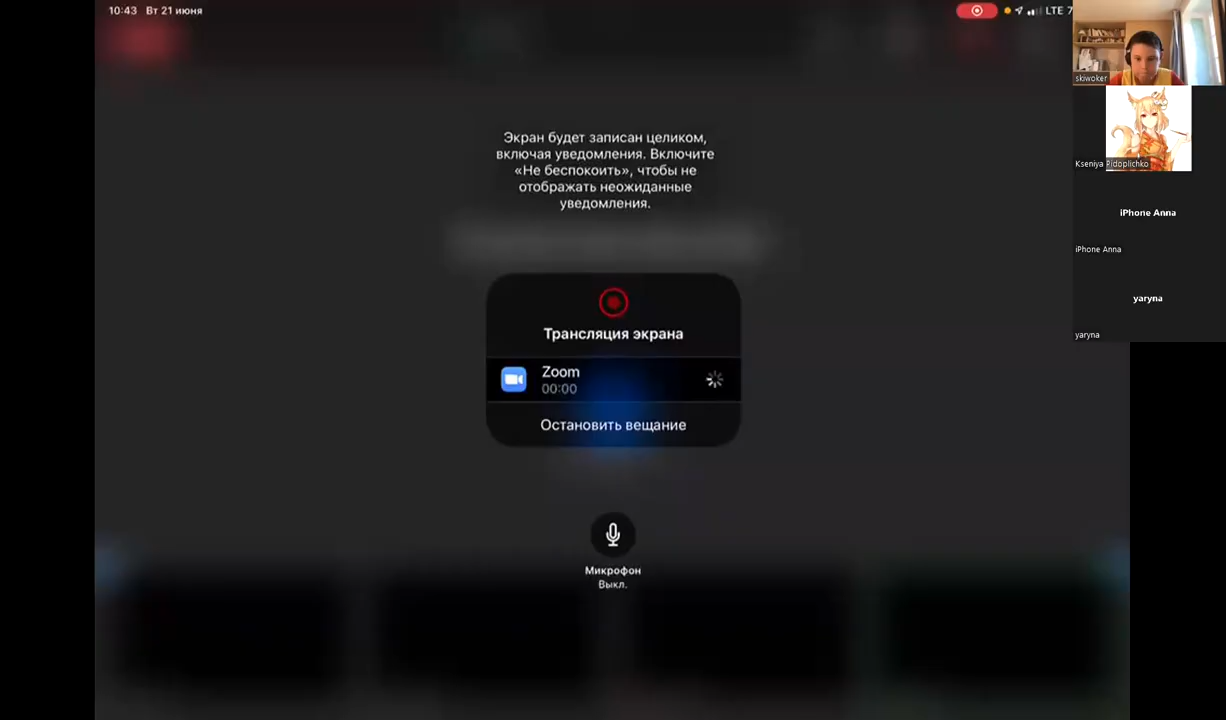 10:43 Вт 21 июня
LTE 7
skiwoker
Экран будет записан целиком,
включая уведомления. Включите
«Не беспокоить», чтобы не
отображать неожиданные
уведомления.
Трансляция экрана
Zoom
00:00
Остановить вещание
Микрофон
Выкл.
Kseniya Pidoplichko
iPhone Anna
iPhone Anna
yaryna
yaryna